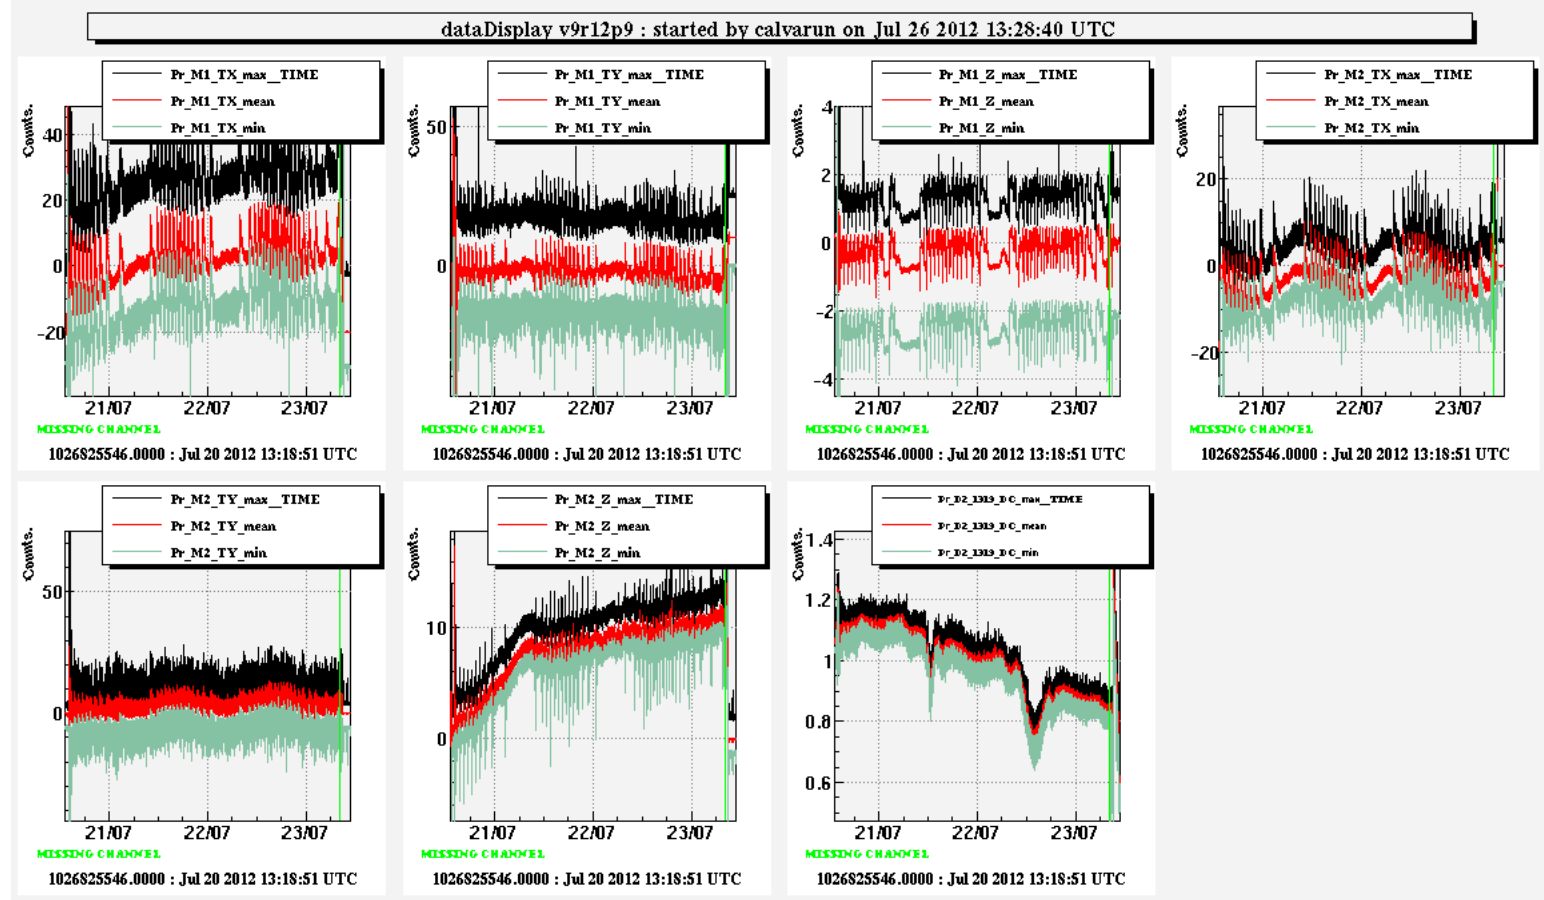 dataDisplay v9r12p9 : started by calvarun on Jul 26 2012 13:28:40 UTC
Pr_M1_TX_max__TIME
Pr_M1_TX_mean
Pr_M1_TX_min
Counts.
40
20
0
-20
21/07 22/07 23/07
MISSING CHANNEL
1026825546.0000 : Jul 20 2012 13:18:51 UTC
Pr_M1_TY_max__TIME
Pr_M1_TY_mean
Pr_M1_TY_min
Counts.
50
0
21/07 22/07 23/07
MISSING CHANNEL
1026825546.0000 : Jul 20 2012 13:18:51 UTC
Pr_M1_Z_max__TIME
Pr_M1_Z_mean
Pr_M1_Z_min
Counts.
4
2
0
-2
-4
21/07 22/07 23/07
MISSING CHANNEL
1026825546.0000 : Jul 20 2012 13:18:51 UTC
Pr_M2_TX_max__TIME
Pr_M2_TX_mean
Pr_M2_TX_min
Counts.
20
0
-20
21/07 22/07 23/07
MISSING CHANNEL
1026825546.0000 : Jul 20 2012 13:18:51 UTC
Pr_M2_TY_max__TIME
Pr_M2_TY_mean
Pr_M2_TY_min
Counts.
50
0
21/07 22/07 23/07
MISSING CHANNEL
1026825546.0000 : Jul 20 2012 13:18:51 UTC
Pr_M2_Z_max__TIME
Pr_M2_Z_mean
Pr_M2_Z_min
Counts.
10
0
21/07 22/07 23/07
MISSING CHANNEL
1026825546.0000 : Jul 20 2012 13:18:51 UTC
Pr_D2_1319_DC_max__TIME
Pr_D2_1319_DC_mean
Pr_D2_1319_DC_min
Counts.
1.4
1.2
1
0.8
0.6
21/07 22/07 23/07
MISSING CHANNEL
1026825546.0000 : Jul 20 2012 13:18:51 UTC